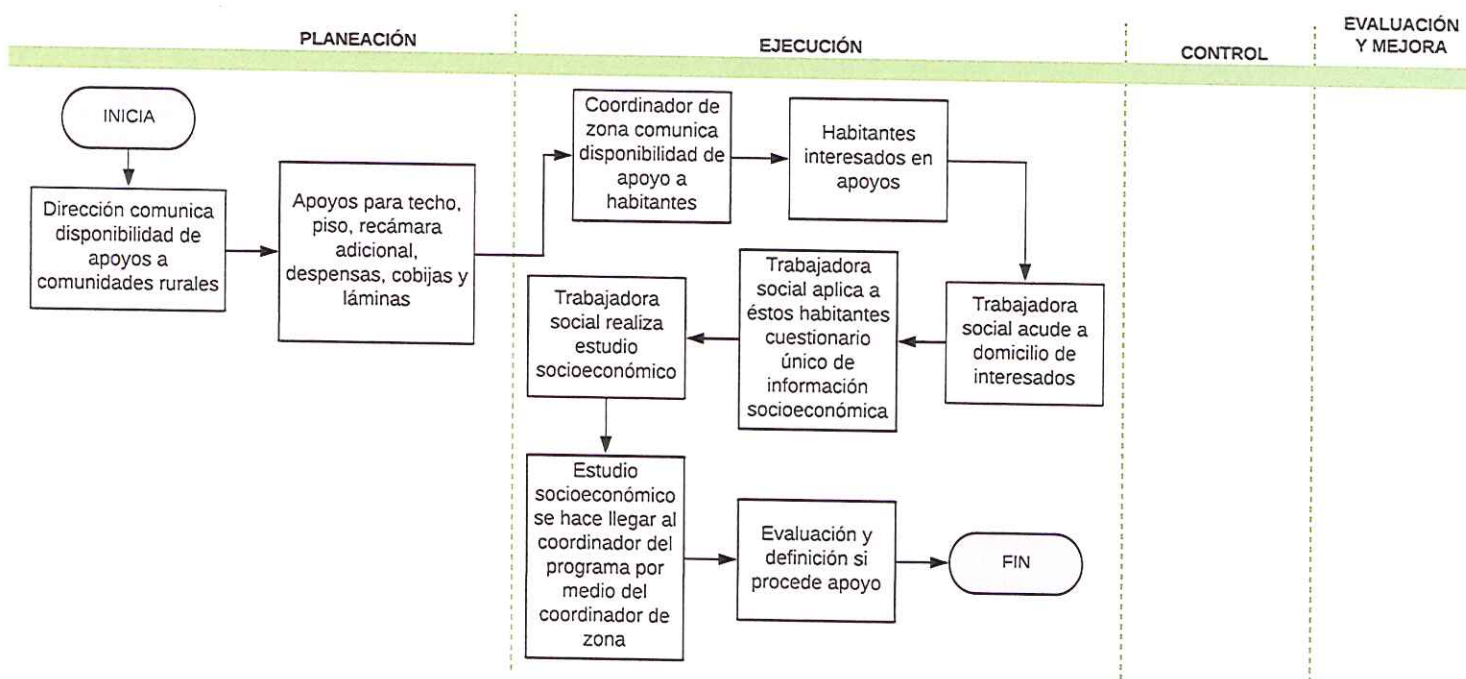 PLANEACIÓN
EJECUCIÓN
CONTROL
EVALUACIÓN
Y MEJORA
INICIA
Dirección comunica
disponibilidad de
apoyos a
comunidades rurales
Apoyos para techo,
piso, recámara
adicional,
despensas, cobijas y
láminas
Coordinador de
zona comunica
disponibilidad de
apoyo a
habitantes
Habitantes
interesados en
apoyos
Trabajadora
social acude a
domicilio de
interesados
Trabajadora
social aplica a
éstos habitantes
cuestionario
único de
información
socioeconómica
Trabajadora
social realiza
estudio
socioeconómico
Estudio
socioeconómico
se hace llegar al
coordinador del
programa por
medio del
coordinador de
zona
Evaluación y
definición si
procede apoyo
FIN